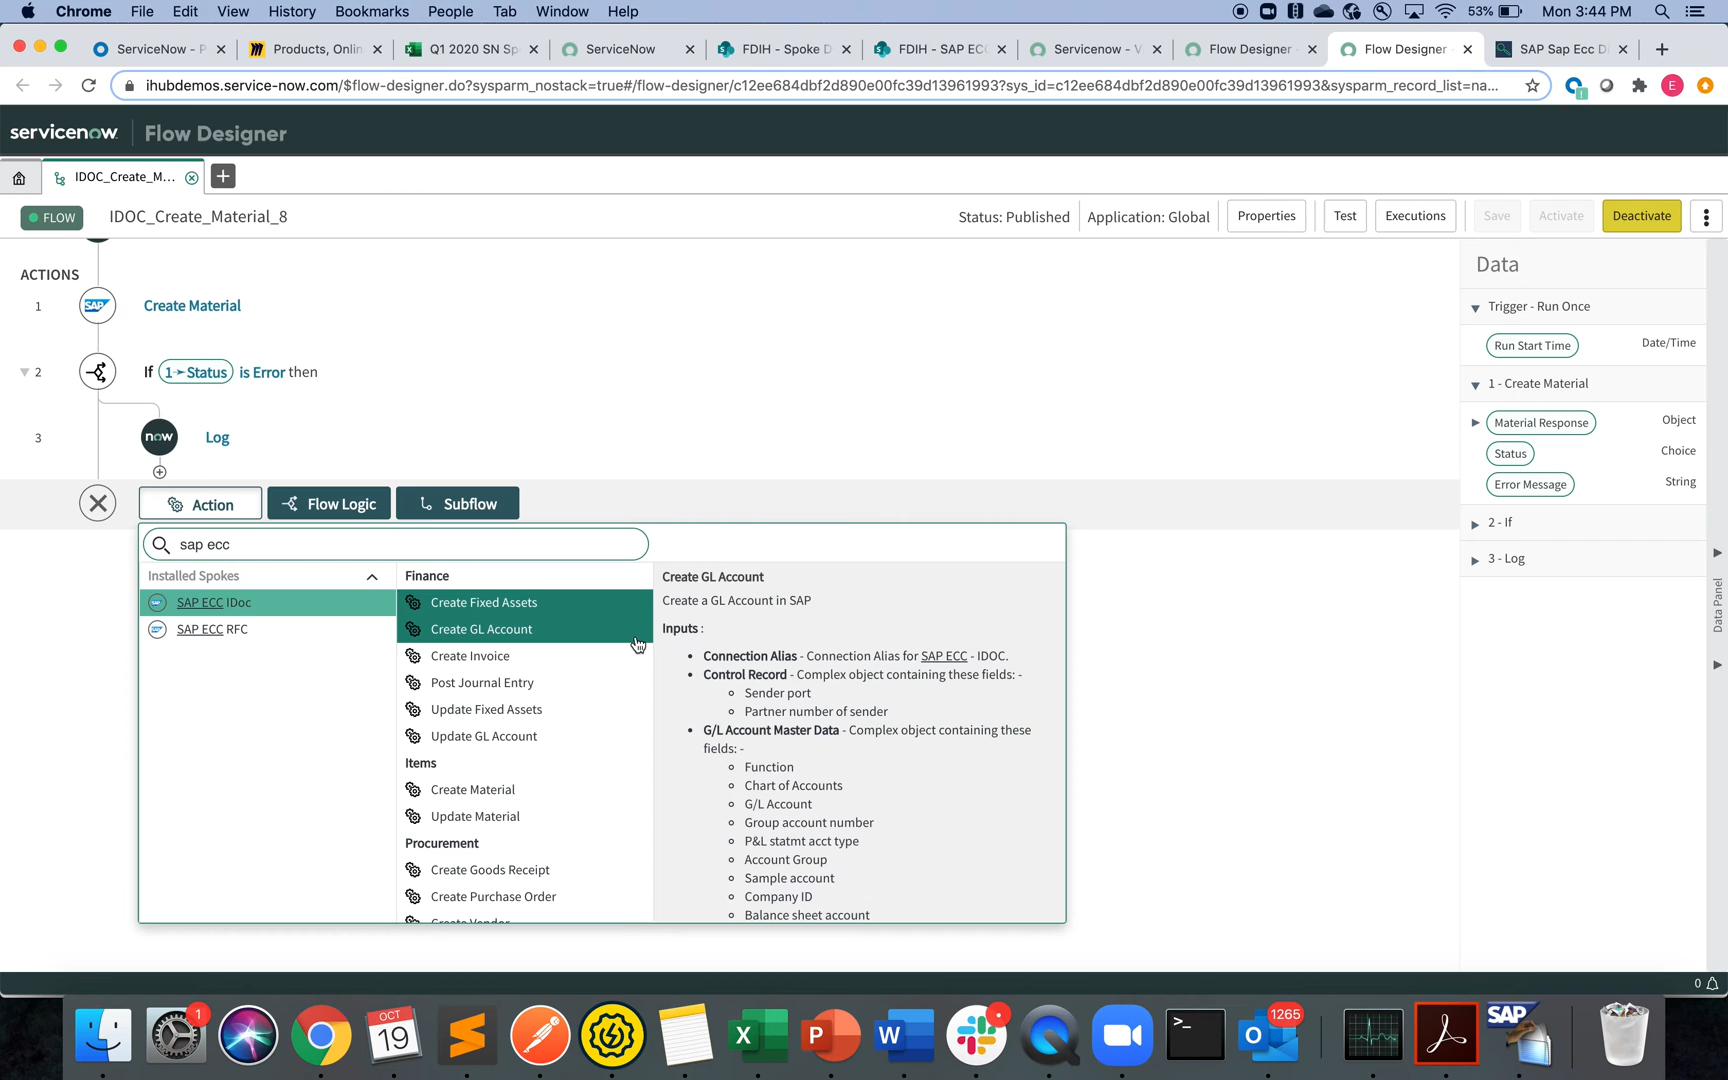 Chrome File Edit View History Bookmarks People Tab Window Help
53% Mon 3:44 PM
ServiceNow - P
Products, Onlin
Q1 2020 SN Sp
ServiceNow
FDIH - Spoke D
FDIH - SAP EC
Servicenow - V
Flow Designer
Flow Designer
SAP Sap Ecc D
ihubdemos.service-now.com/$flow-designer.do?sysparm_nostack=true#/flow-designer/c12ee684dbf2d890e00fc39d13961993?sys_id=c12ee684dbf2d890e00fc39d13961993&sysparm_record_list=na...
E
servicenow Flow Designer
IDOC_Create_M...
FLOW IDOC_Create_Material_8
Status: Published Application: Global Properties Test Executions Save Activate Deactivate
ACTIONS
1 SAP Create Material
2 If 1➛Status is Error then
3 now Log
Action Flow Logic Subflow
sap ecc
Installed Spokes
SAP ECC IDoc
SAP ECC RFC
Finance
Create Fixed Assets
Create GL Account
Create Invoice
Post Journal Entry
Update Fixed Assets
Update GL Account
Items
Create Material
Update Material
Procurement
Create Goods Receipt
Create Purchase Order
Create Vendor
Create GL Account
Create a GL Account in SAP
Inputs :
Connection Alias - Connection Alias for SAP ECC - IDOC.
Control Record - Complex object containing these fields: -
Sender port
Partner number of sender
G/L Account Master Data - Complex object containing these
fields: -
Function
Chart of Accounts
G/L Account
Group account number
P&L statmt acct type
Account Group
Sample account
Company ID
Balance sheet account
Data
Trigger - Run Once
Run Start Time Date/Time
1 - Create Material
Material Response Object
Status Choice
Error Message String
2 - If
3 - Log
Data Panel
0
1
OCT
19
X
P
W
>_
1265
SAP